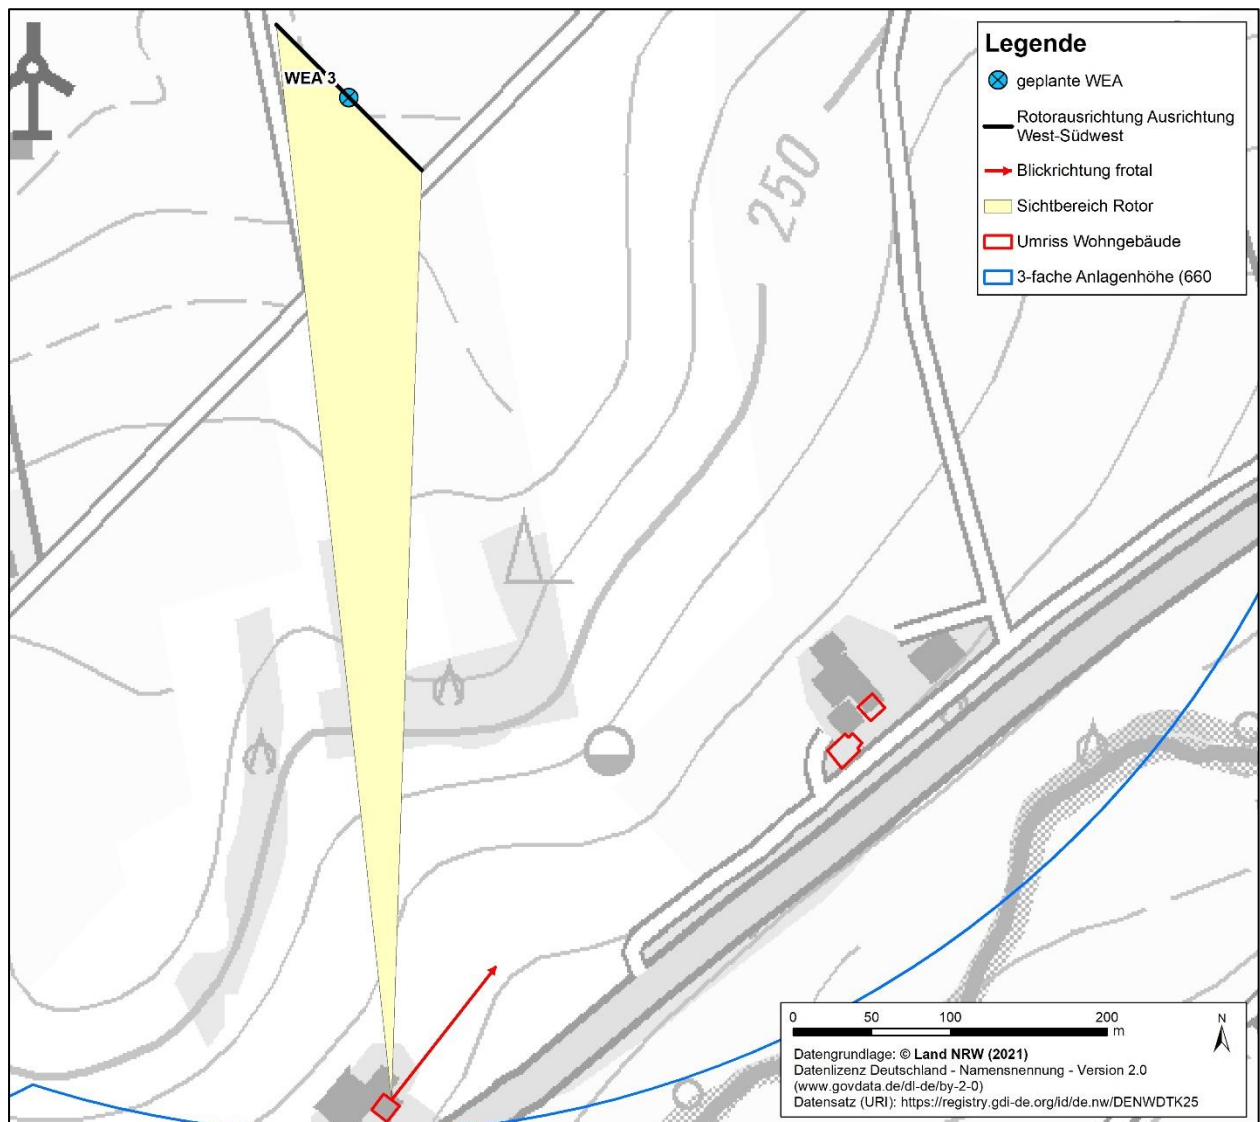 WEA 3
250
Legende
geplante WEA
Rotorausrichtung Ausrichtung
West-Südwest
Blickrichtung frotal
Sichtbereich Rotor
Umriss Wohngebäude
3-fache Anlagenhöhe (660
0 50 100 200
m
N
Datengrundlage: © Land NRW (2021)
Datenlizenz Deutschland - Namensnennung - Version 2.0
(www.govdata.de/dl-de/by-2-0)
Datensatz (URI): https://registry.gdi-de.org/id/de.nw/DENWDTK25